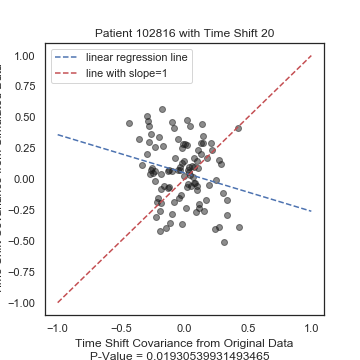 Patient 102816 with Time Shift 20
linear regression line
line with slope=1
1.00
0.75
0.50
0.25
0.00
−0.25
−0.50
−0.75
−1.00
−1.0
−0.5
0.0
0.5
1.0
Time Shift Covariance from Original Data
P-Value = 0.01930539931493465